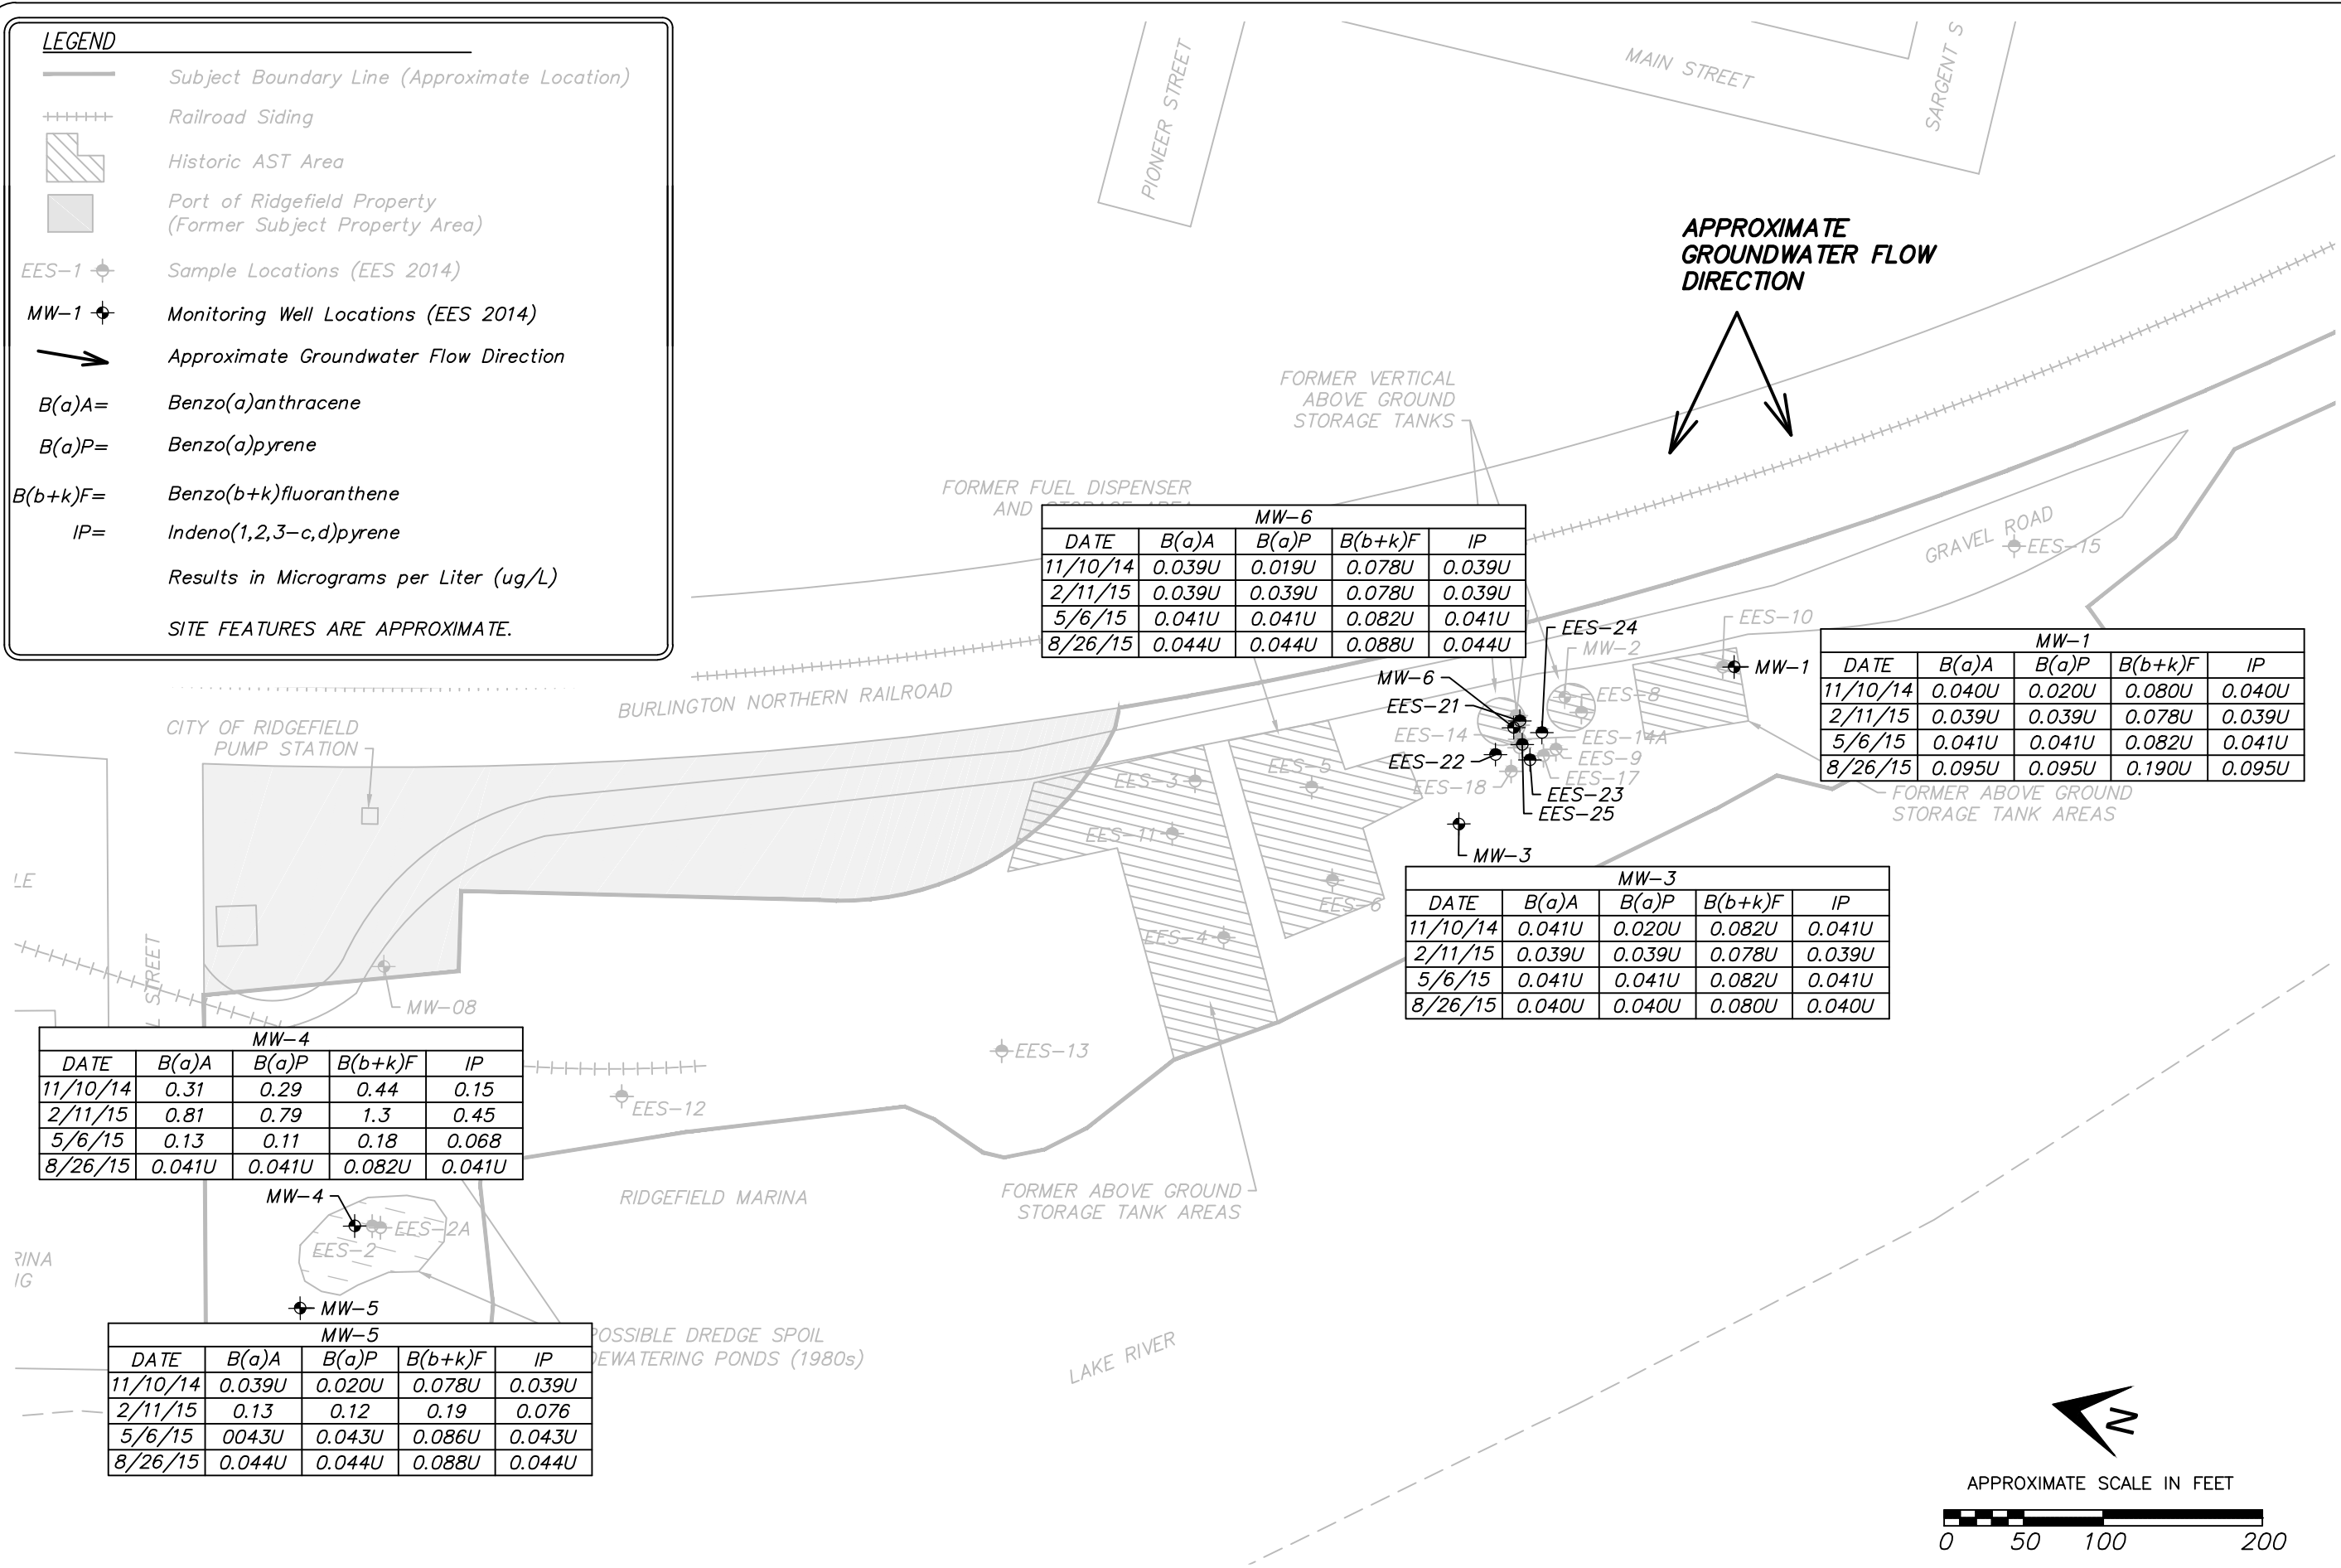 LEGEND
Subject Boundary Line (Approximate Location)
Railroad Siding
Historic AST Area
Port of Ridgefield Property
(Former Subject Property Area)
EES-1 Sample Locations (EES 2014)
MW-1 Monitoring Well Locations (EES 2014)
Approximate Groundwater Flow Direction
B(a)A= Benzo(a)anthracene
B(a)P= Benzo(a)pyrene
B(b+k)F= Benzo(b+k)fluoranthene
IP= Indeno(1,2,3-c,d)pyrene
Results in Micrograms per Liter (ug/L)
SITE FEATURES ARE APPROXIMATE.
PIONEER STREET
MAIN STREET
SARGENT S
APPROXIMATE
GROUNDWATER FLOW
DIRECTION
FORMER VERTICAL
ABOVE GROUND
STORAGE TANKS
FORMER FUEL DISPENSER
AND STORAGE AREA
MW-6
DATE B(a)A B(a)P B(b+k)F IP
11/10/14 0.039U 0.019U 0.078U 0.039U
2/11/15 0.039U 0.039U 0.078U 0.039U
5/6/15 0.041U 0.041U 0.082U 0.041U
8/26/15 0.044U 0.044U 0.088U 0.044U
GRAVEL ROAD
EES-15
EES-10
MW-1
MW-1
DATE B(a)A B(a)P B(b+k)F IP
11/10/14 0.040U 0.020U 0.080U 0.040U
2/11/15 0.039U 0.039U 0.078U 0.039U
5/6/15 0.041U 0.041U 0.082U 0.041U
8/26/15 0.095U 0.095U 0.190U 0.095U
FORMER ABOVE GROUND
STORAGE TANK AREAS
EES-24
MW-2
MW-6
EES-21
EES-8
EES-14
EES-14A
EES-22
EES-9
EES-17
EES-18
EES-23
EES-25
MW-3
MW-3
DATE B(a)A B(a)P B(b+k)F IP
11/10/14 0.041U 0.020U 0.082U 0.041U
2/11/15 0.039U 0.039U 0.078U 0.039U
5/6/15 0.041U 0.041U 0.082U 0.041U
8/26/15 0.040U 0.040U 0.080U 0.040U
BURLINGTON NORTHERN RAILROAD
CITY OF RIDGEFIELD
PUMP STATION
EES-3
EES-5
EES-11
EES-6
EES-4
LE
STREET
MW-08
EES-13
EES-12
MW-4
DATE B(a)A B(a)P B(b+k)F IP
11/10/14 0.31 0.29 0.44 0.15
2/11/15 0.81 0.79 1.3 0.45
5/6/15 0.13 0.11 0.18 0.068
8/26/15 0.041U 0.041U 0.082U 0.041U
MW-4
EES-2A
EES-2
RIDGEFIELD MARINA
FORMER ABOVE GROUND
STORAGE TANK AREAS
RINA
IG
MW-5
MW-5
DATE B(a)A B(a)P B(b+k)F IP
11/10/14 0.039U 0.020U 0.078U 0.039U
2/11/15 0.13 0.12 0.19 0.076
5/6/15 0043U 0.043U 0.086U 0.043U
8/26/15 0.044U 0.044U 0.088U 0.044U
POSSIBLE DREDGE SPOIL
DEWATERING PONDS (1980s)
LAKE RIVER
N
APPROXIMATE SCALE IN FEET
0 50 100 200